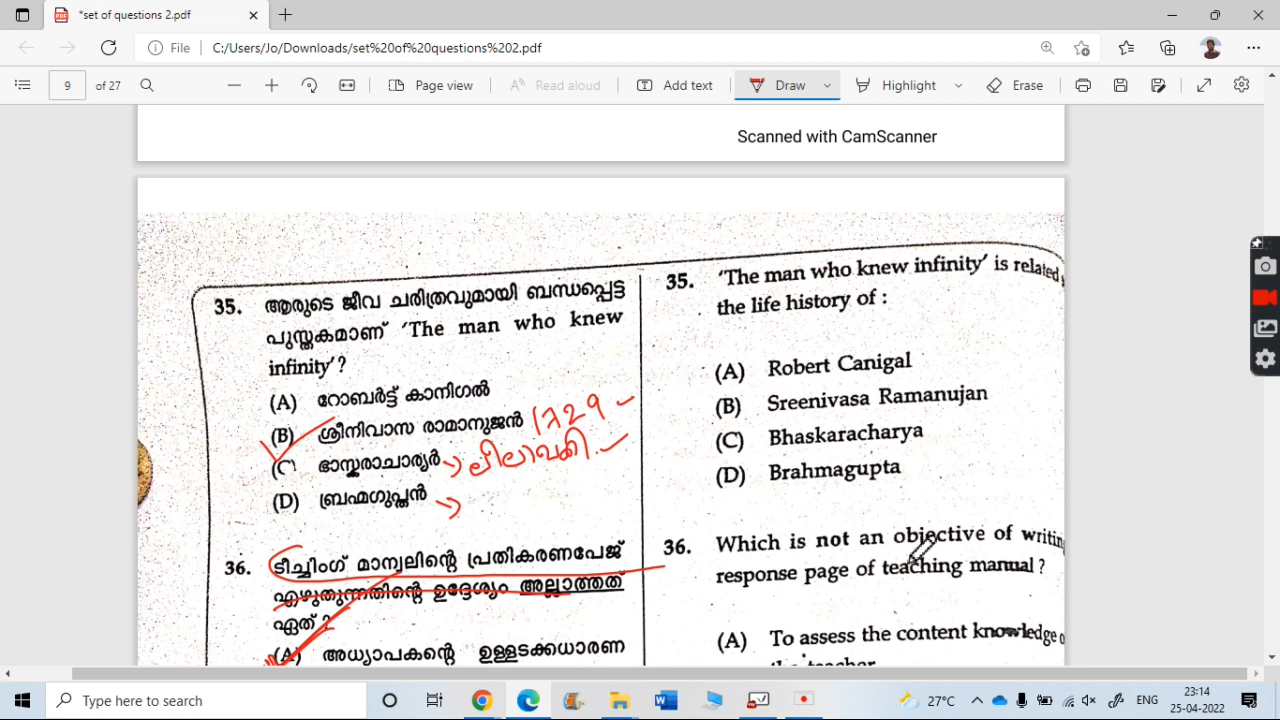 *set of questions 2.pdf
File C:/Users/Jo/Downloads/set%20of%20questions%202.pdf
9 of 27 Page view Read aloud Add text Draw Highlight Erase
Scanned with CamScanner
35. ആരുടെ ജീവ ചരിത്രവുമായി ബന്ധപ്പെട്ട
പുസ്തകമാണ് 'The man who knew
infinity'?
(A) റോബർട്ട് കാനിഗൽ
(B) ശ്രീനിവാസ രാമാനുജൻ 1729
(C) ഭാസ്കരാചാര്യർ → ലീലാവതി
(D) ബ്രഹ്മഗുപ്തൻ →
36. ടീച്ചിംഗ് മാന്വലിന്റെ പ്രതികരണപേജ്
എഴുതുന്നതിന്റെ ഉദ്ദേശ്യം അല്ലാത്തത്
ഏത് ?
(A) അധ്യാപകന്റെ ഉള്ളടക്കധാരണ
35. 'The man who knew infinity' is related
the life history of :
(A) Robert Canigal
(B) Sreenivasa Ramanujan
(C) Bhaskaracharya
(D) Brahmagupta
36. Which is not an objective of writin
response page of teaching manual ?
(A) To assess the content knowledge o
the teacher
Type here to search
27°C ENG 23:14
25-04-2022